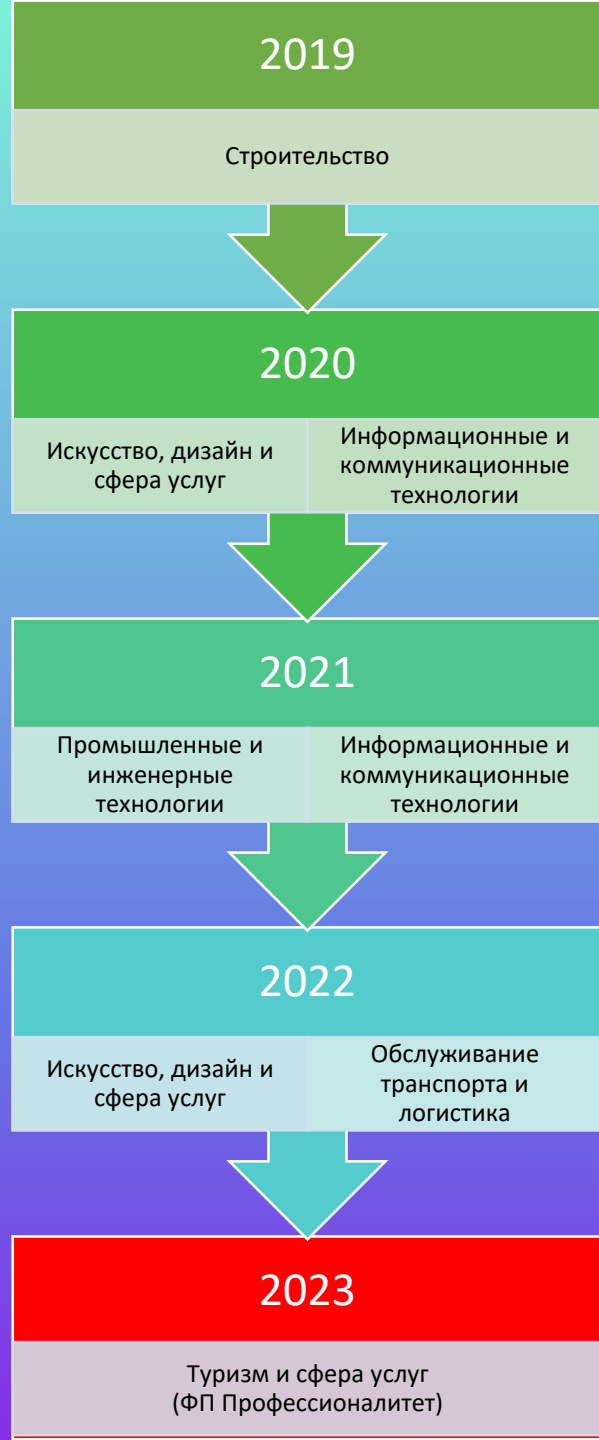 2019
Строительство
2020
Искусство, дизайн и
сфера услуг
Информационные и
коммуникационные
технологии
2021
Промышленные и
инженерные
технологии
Информационные и
коммуникационные
технологии
2022
Искусство, дизайн и
сфера услуг
Обслуживание
транспорта и
логистика
2023
Туризм и сфера услуг
(ФП Профессионалитет)